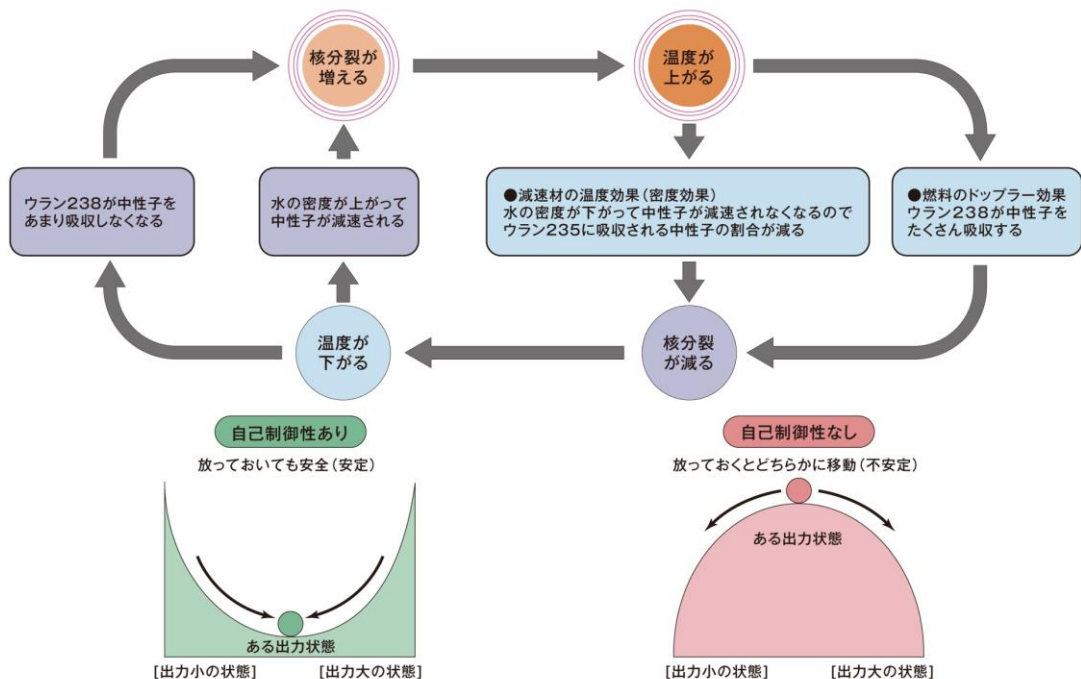 核分裂が
増える
温度が
上がる
ウラン238が中性子を
あまり吸収しなくなる
水の密度が上がって
中性子が減速される
●減速材の温度効果（密度効果）
水の密度が下がって中性子が減速されなくなるので
ウラン235に吸収される中性子の割合が減る
●燃料のドップラー効果
ウラン238が中性子を
たくさん吸収する
温度が
下がる
核分裂
が減る
自己制御性あり
放っておいても安全（安定）
ある出力状態
[出力小の状態]
[出力大の状態]
自己制御性なし
放っておくとどちらかに移動（不安定）
ある出力状態
[出力小の状態]
[出力大の状態]